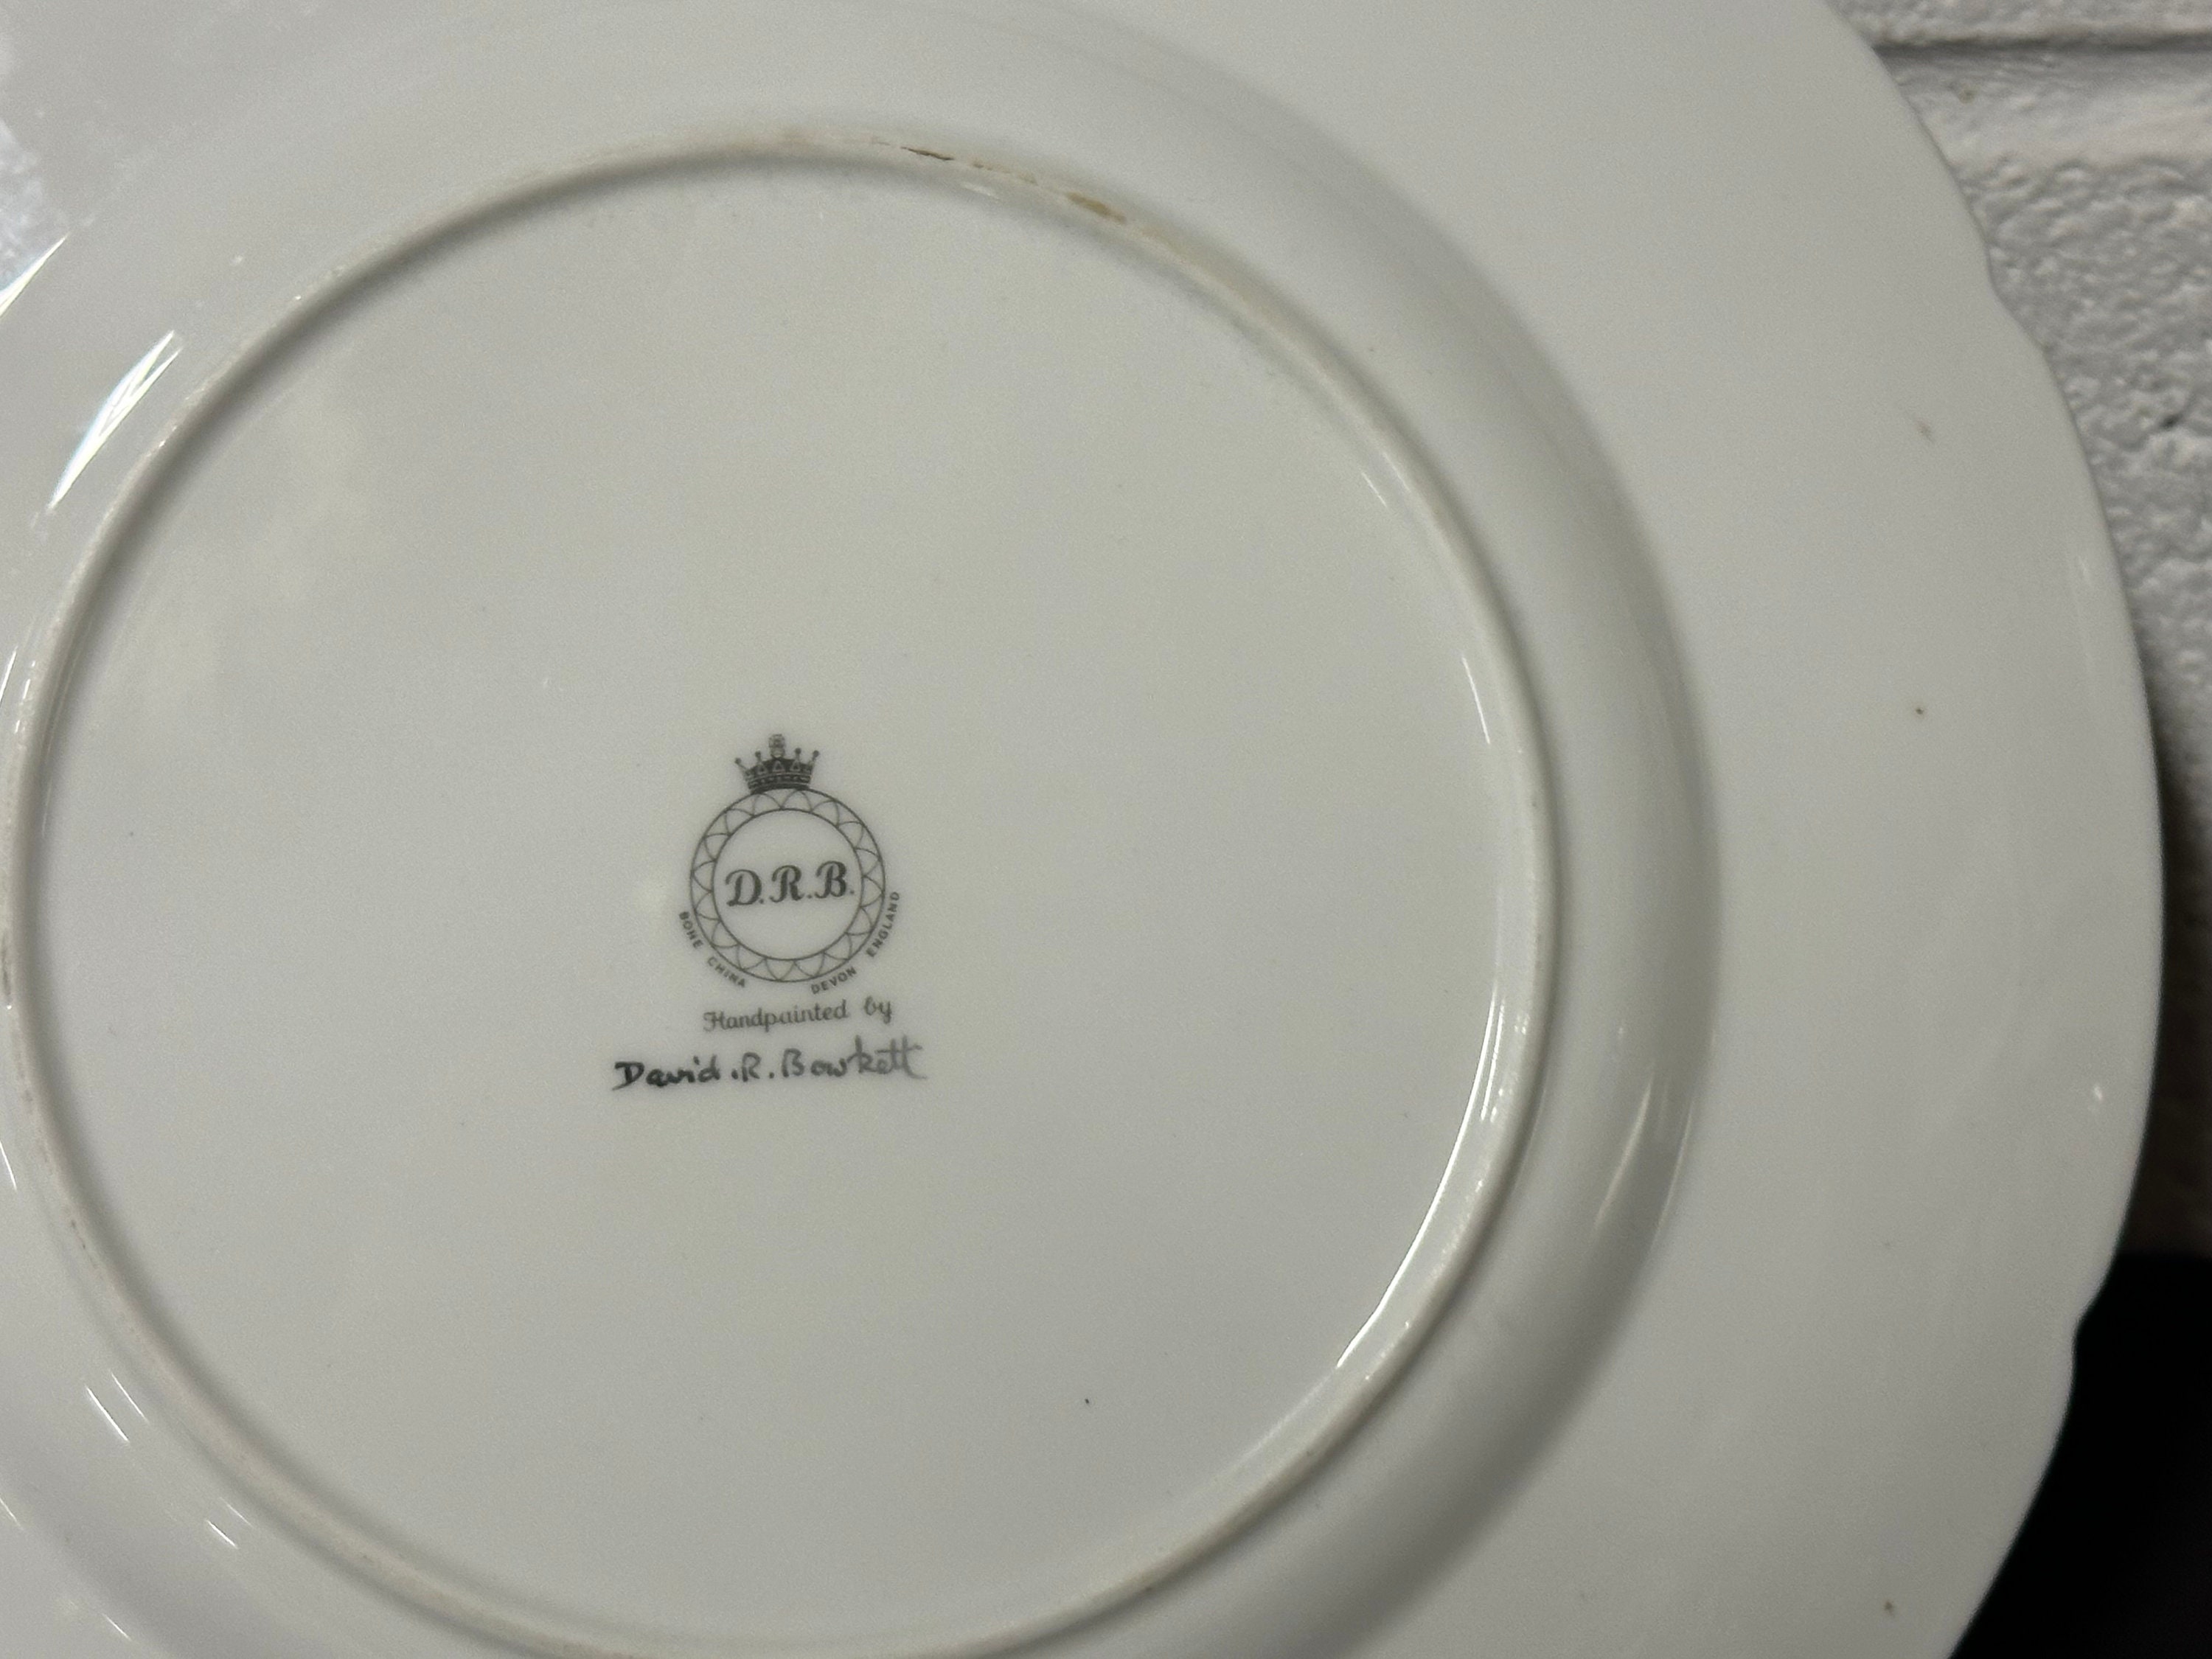 D.R.B.
BONE CHINA DEVON ENGLAND
Handpainted by
David.R.Bowkett